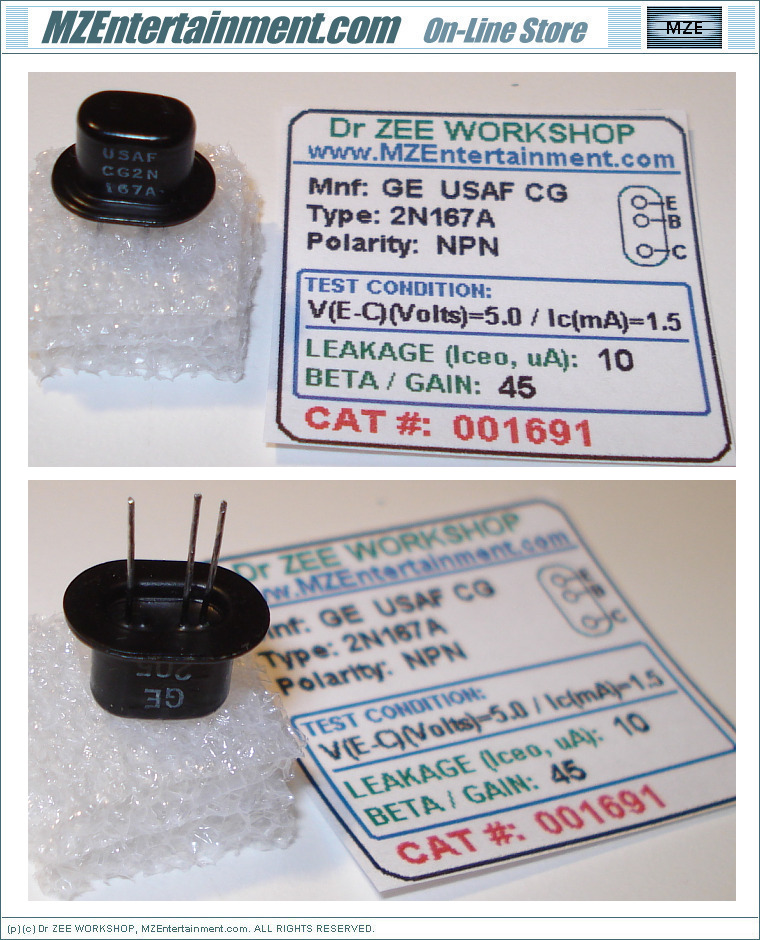 MZEntertainment.com On-Line Store MZE
Dr ZEE WORKSHOP
www.MZEntertainment.com
Mnf: GE USAF CG
Type: 2N167A
Polarity: NPN
E
B
C
TEST CONDITION:
V(E-C)(Volts)=5.0 / Ic(mA)=1.5
LEAKAGE (Iceo, uA): 10
BETA / GAIN: 45
CAT #: 001691
USAF
CG2N
167A
Dr ZEE WORKSHOP
www.MZEntertainment.com
Mnf: GE USAF CG
Type: 2N167A
Polarity: NPN
E
B
C
TEST CONDITION:
V(E-C)(Volts)=5.0 / Ic(mA)=1.5
LEAKAGE (Iceo, uA): 10
BETA / GAIN: 45
CAT #: 001691
GE
(p)(c) Dr ZEE WORKSHOP, MZEntertainment.com. ALL RIGHTS RESERVED.